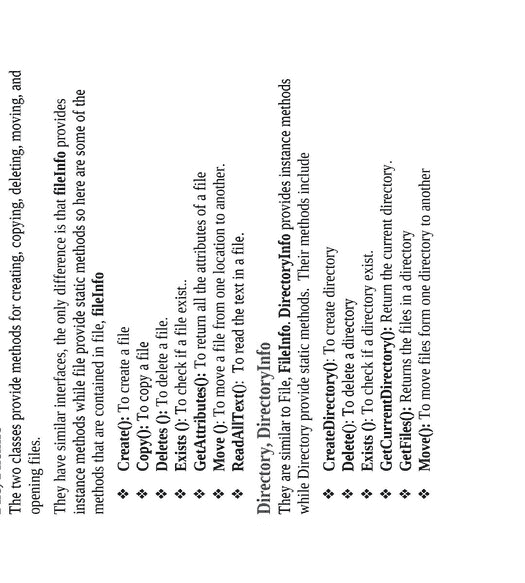 The two classes provide methods for creating, copying, deleting, moving, and
opening files.
They have similar interfaces, the only difference is that fileInfo provides
instance methods while file provide static methods so here are some of the
methods that are contained in file, fileInfo
❖ Create(): To create a file
❖ Copy(): To copy a file
❖ Deletes (): To delete a file.
❖ Exists (): To check if a file exist..
❖ GetAttributes(): To return all the attributes of a file
❖ Move (): To move a file from one location to another.
❖ ReadAllText(): To read the text in a file.
Directory, DirectoryInfo
They are similar to File, FileInfo. DirectoryInfo provides instance methods
while Directory provide static methods. Their methods include
❖ CreateDirectory(): To create directory
❖ Delete(): To delete a directory
❖ Exists (): To check if a directory exist.
❖ GetCurrentDirectory(): Return the current directory.
❖ GetFiles(): Returns the files in a directory
❖ Move(): To move files form one directory to another